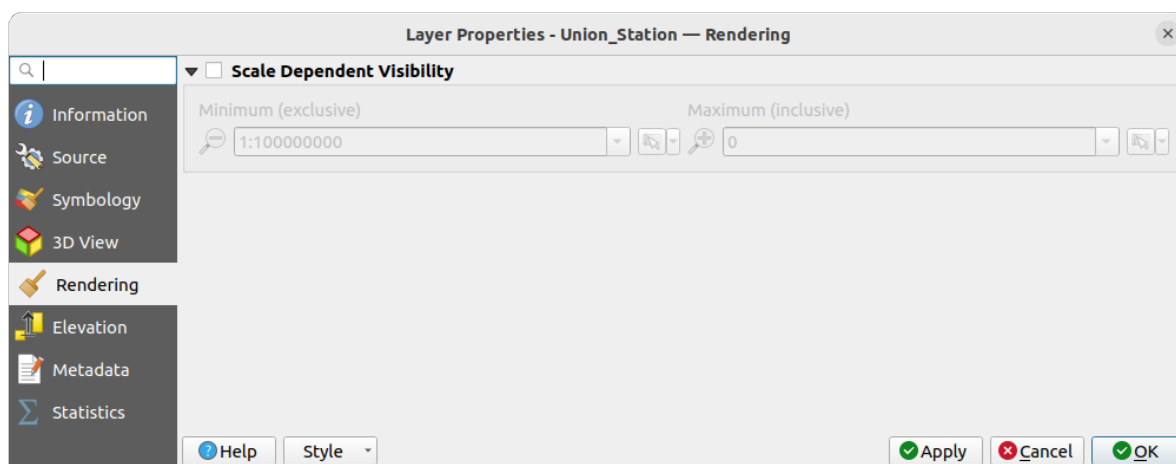 Layer Properties - Union_Station — Rendering
Information
Source
Symbology
3D View
Rendering
Elevation
Metadata
Statistics
Scale Dependent Visibility
Minimum (exclusive) Maximum (inclusive)
1:100000000 0
Help Style Apply Cancel OK